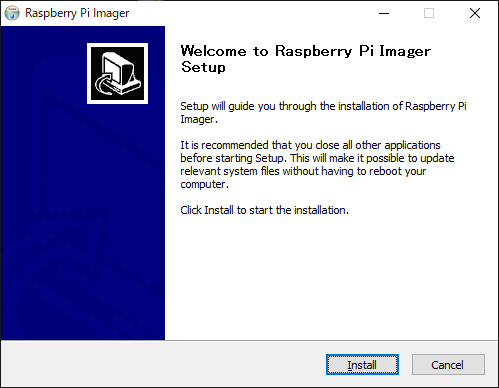 Raspberry Pi Imager
Welcome to Raspberry Pi Imager
Setup
Setup will guide you through the installation of Raspberry Pi
Imager.
It is recommended that you close all other applications
before starting Setup. This will make it possible to update
relevant system files without having to reboot your
computer.
Click Install to start the installation.
Install
Cancel